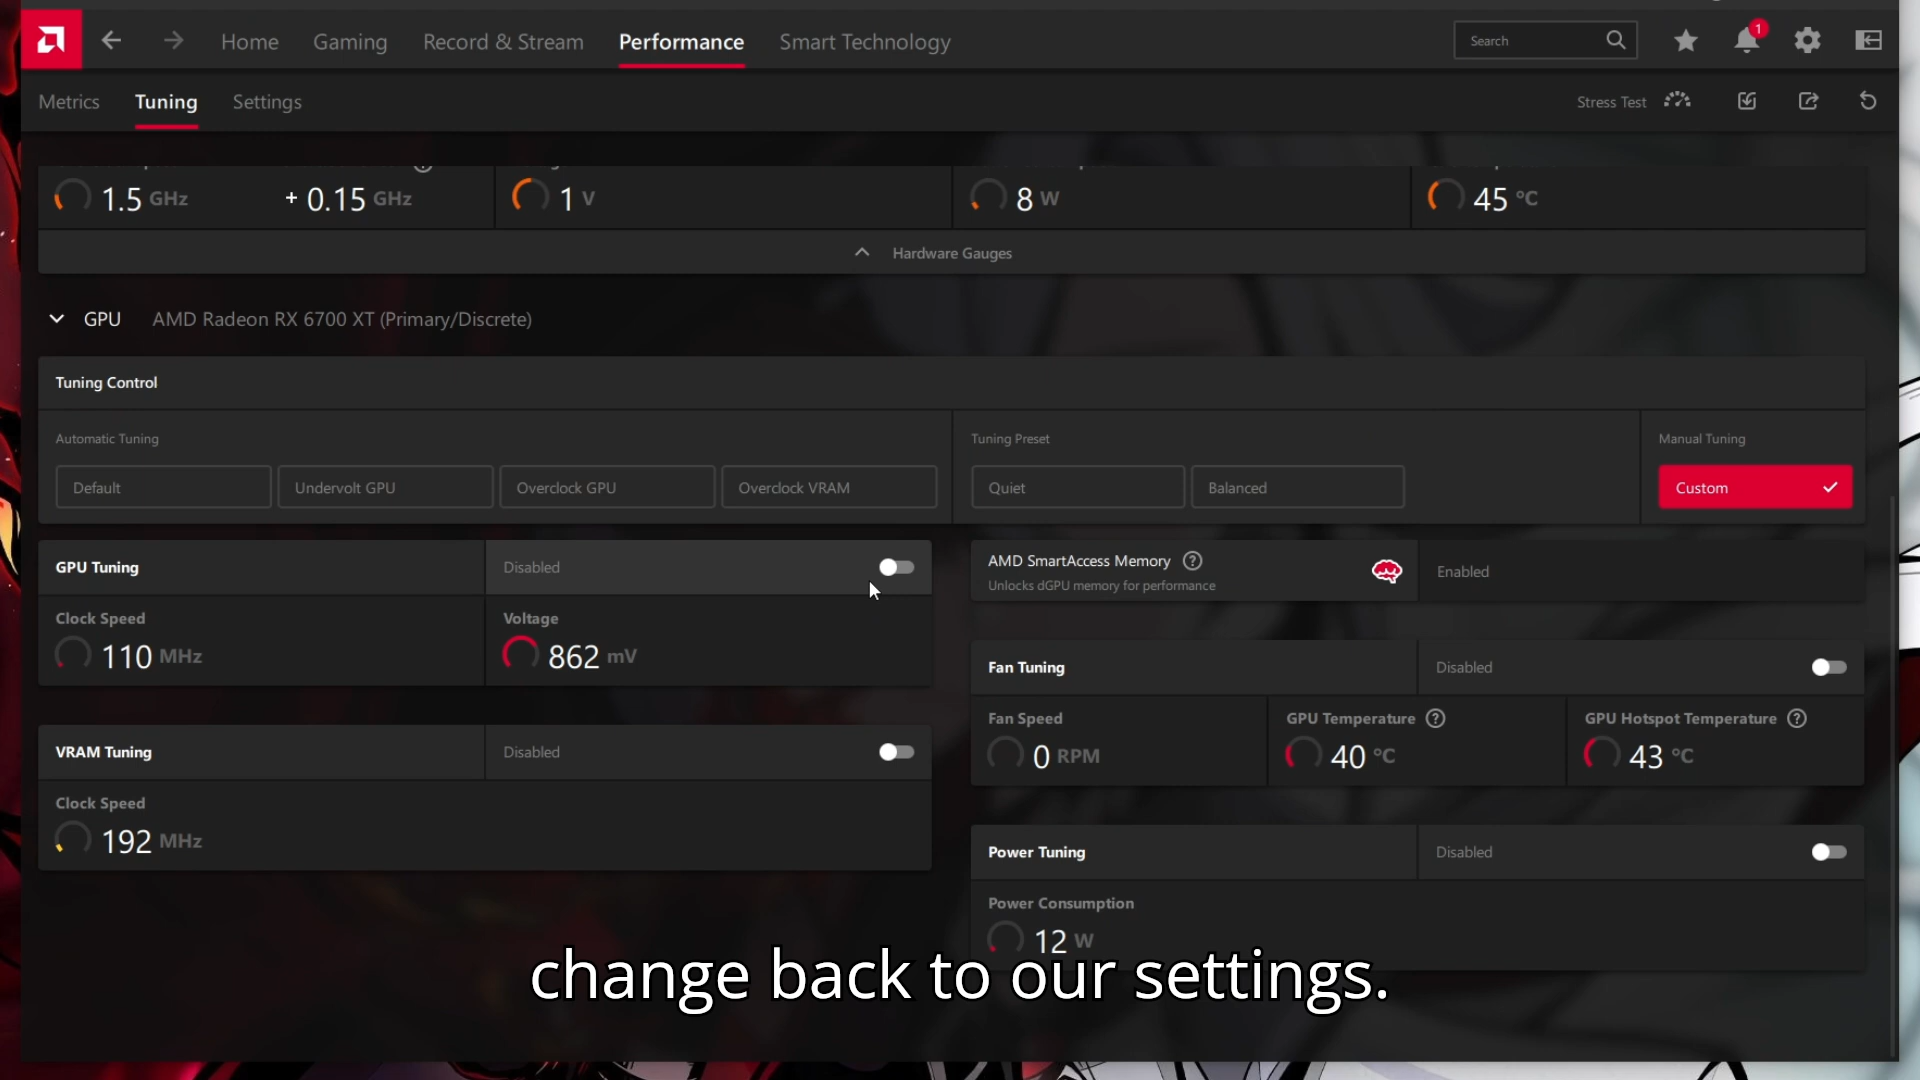 Home Gaming Record & Stream Performance Smart Technology Search 1
Metrics Tuning Settings Stress Test
1.5 GHz + 0.15 GHz 1 V 8 W 45 °C
Hardware Gauges
GPU AMD Radeon RX 6700 XT (Primary/Discrete)
Tuning Control
Automatic Tuning Tuning Preset Manual Tuning
Default Undervolt GPU Overclock GPU Overclock VRAM Quiet Balanced Custom
GPU Tuning Disabled
Clock Speed Voltage
110 MHz 862 mV
VRAM Tuning Disabled
Clock Speed
192 MHz
AMD SmartAccess Memory ? Enabled
Unlocks dGPU memory for performance
Fan Tuning Disabled
Fan Speed GPU Temperature ? GPU Hotspot Temperature ?
0 RPM 40 °C 43 °C
Power Tuning Disabled
Power Consumption
12 W
change back to our settings.